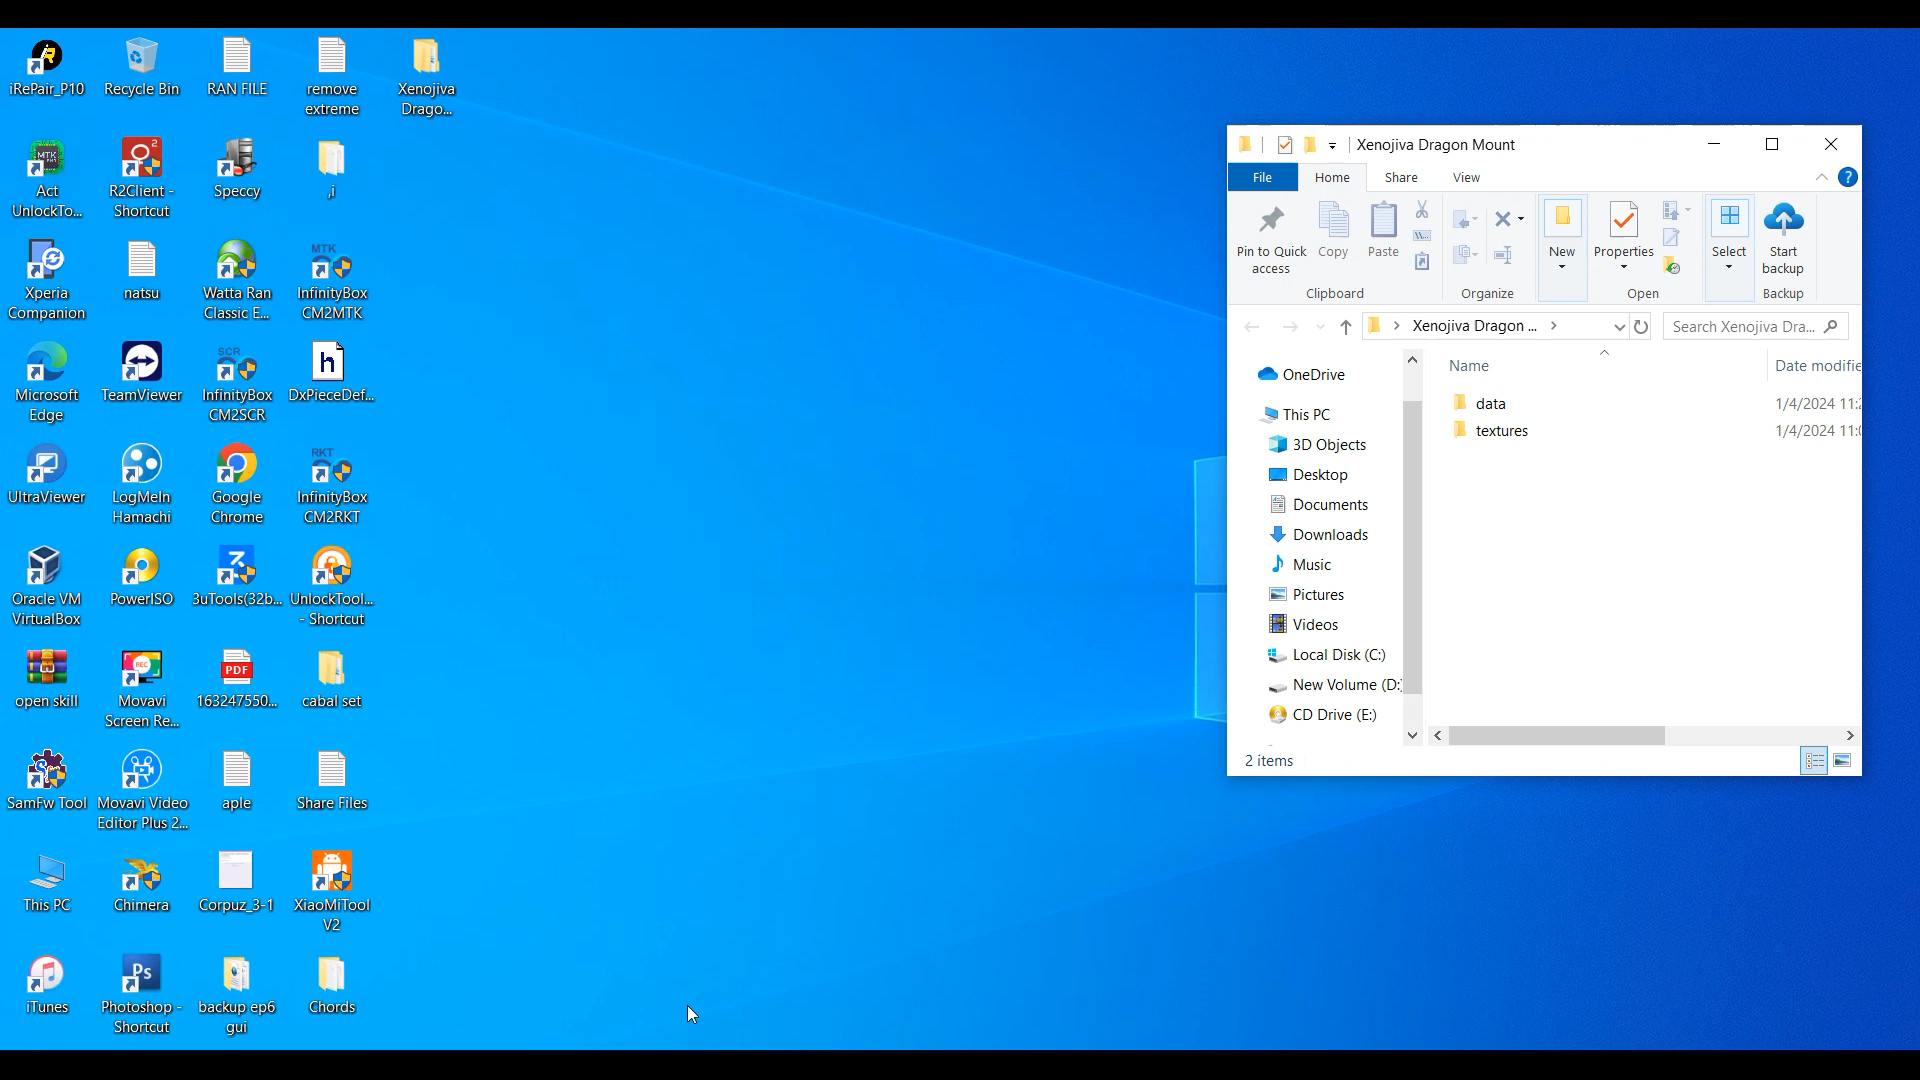 iRePair_P10
Recycle Bin
RAN FILE
remove
extreme
Xenojiva
Drago...
Act
UnlockTo...
R2Client -
Shortcut
Speccy
,i
Xperia
Companion
natsu
Watta Ran
Classic E...
MTK
InfinityBox
CM2MTK
Microsoft
Edge
TeamViewer
SCR
InfinityBox
CM2SCR
h
DxPieceDef...
UltraViewer
LogMeIn
Hamachi
Google
Chrome
RKT
InfinityBox
CM2RKT
Oracle VM
VirtualBox
PowerISO
3uTools(32b...
UnlockTool...
- Shortcut
open skill
REC
Movavi
Screen Re...
PDF
163247550...
cabal set
SamFw Tool
Movavi Video
Editor Plus 2...
aple
Share Files
This PC
Chimera
Corpuz_3-1
XiaoMiTool
V2
iTunes
Ps
Photoshop -
Shortcut
backup ep6
gui
Chords
Xenojiva Dragon Mount
File
Home
Share
View
Pin to Quick
access
Copy
Paste
New
Properties
Select
Start
backup
Clipboard
Organize
Open
Backup
Xenojiva Dragon ...
Search Xenojiva Dra...
OneDrive
This PC
3D Objects
Desktop
Documents
Downloads
Music
Pictures
Videos
Local Disk (C:)
New Volume (D:)
CD Drive (E:)
Name
Date modifie
data
1/4/2024 11:2
textures
1/4/2024 11:0
2 items